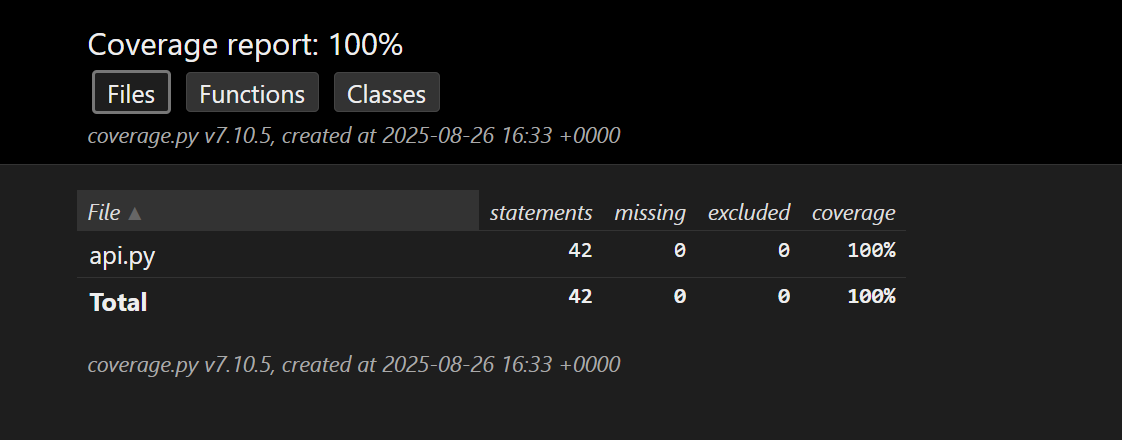 Coverage report: 100%
Files Functions Classes
coverage.py v7.10.5, created at 2025-08-26 16:33 +0000
File ▲ statements missing excluded coverage
api.py 42 0 0 100%
Total 42 0 0 100%
coverage.py v7.10.5, created at 2025-08-26 16:33 +0000